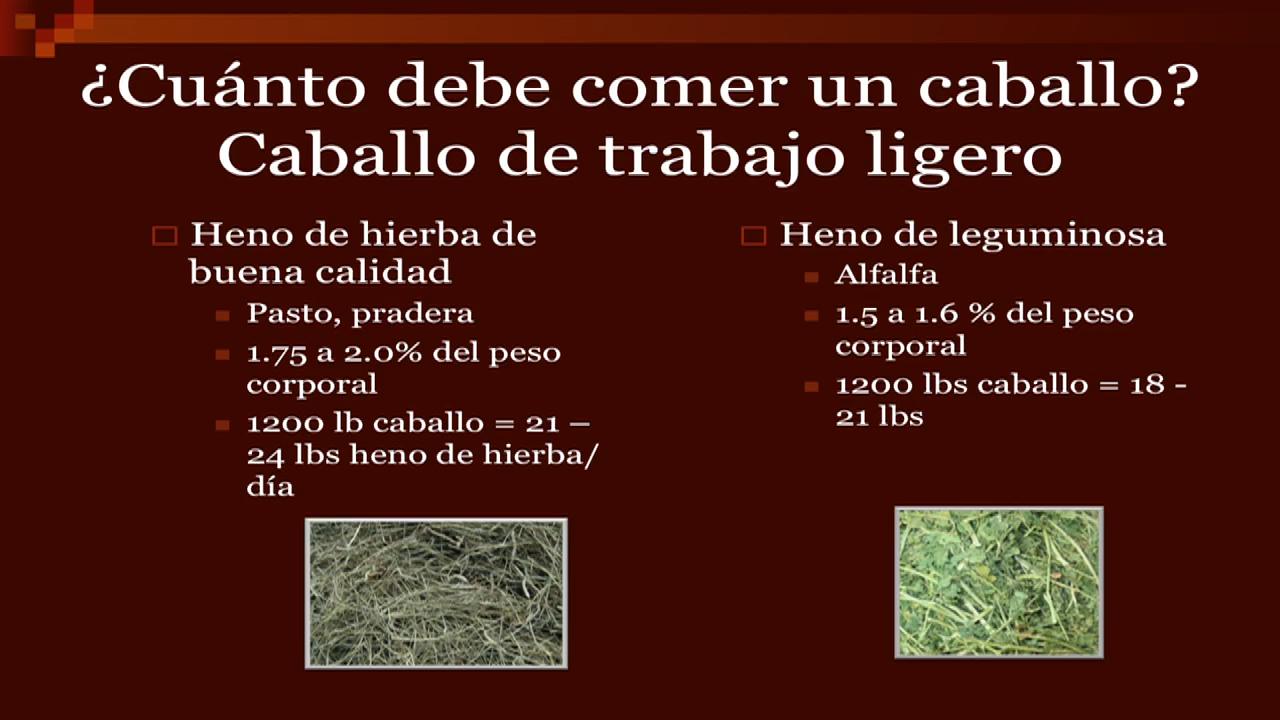 ¿Cuánto debe comer un caballo?
Caballo de trabajo ligero
Heno de hierba de
buena calidad
Pasto, pradera
1.75 a 2.0% del peso
corporal
1200 lb caballo = 21 –
24 lbs heno de hierba/
día
Heno de leguminosa
Alfalfa
1.5 a 1.6 % del peso
corporal
1200 lbs caballo = 18 -
21 lbs